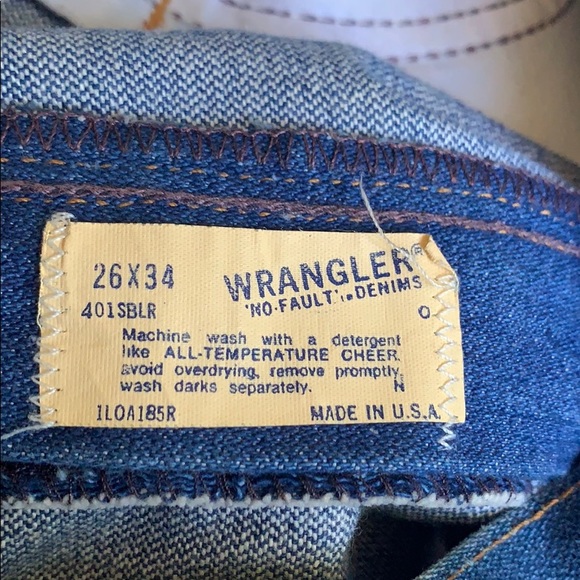 26X34
WRANGLER®
401SBLR
'NO-FAULT'• DENIMS
O
Machine wash with a detergent
like ALL-TEMPERATURE CHEER.
avoid overdrying, remove promptly,
wash darks separately. N
1LOA185R
MADE IN U.S.A.